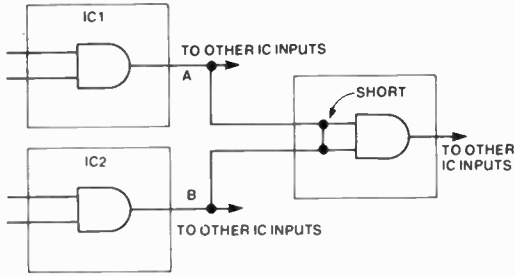 IC1
TO OTHER IC INPUTS
A
SHORT
TO OTHER
IC INPUTS
IC2
B
TO OTHER IC INPUTS